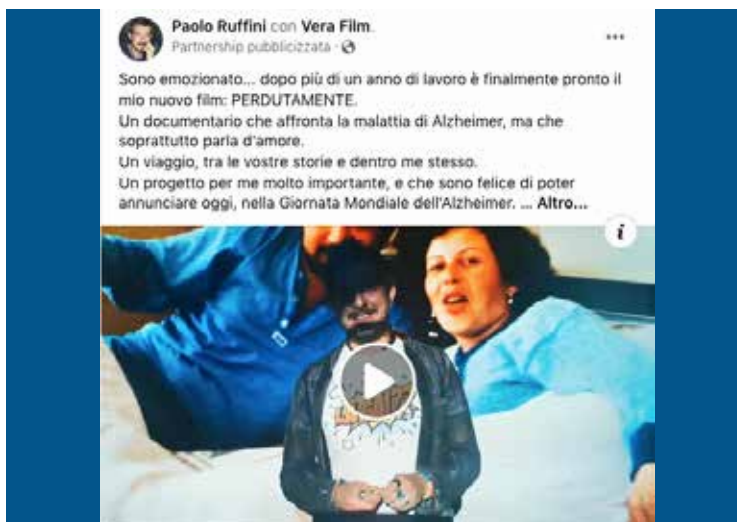 Paolo Ruffini con Vera Film.
Partnership pubblicizzata ·
Sono emozionato... dopo più di un anno di lavoro è finalmente pronto il
mio nuovo film: PERDUTAMENTE.
Un documentario che affronta la malattia di Alzheimer, ma che
soprattutto parla d'amore.
Un viaggio, tra le vostre storie e dentro me stesso.
Un progetto per me molto importante, e che sono felice di poter
annunciare oggi, nella Giornata Mondiale dell'Alzheimer. ... Altro...
i